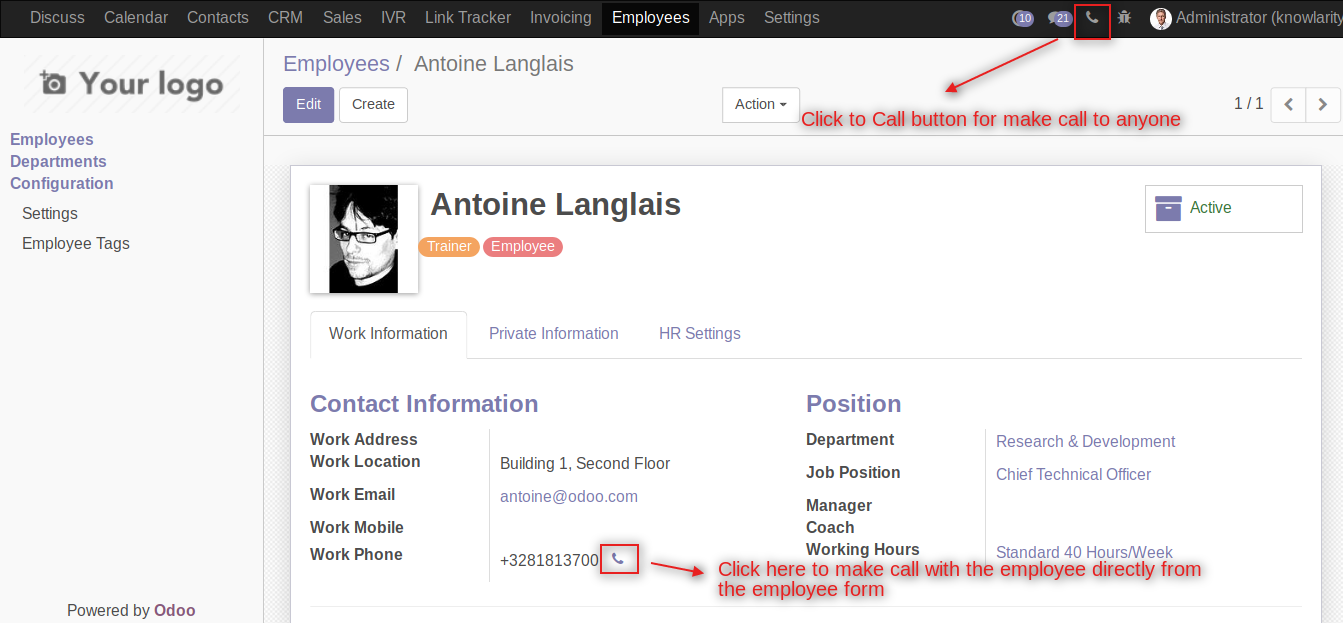 Discuss Calendar Contacts CRM Sales IVR Link Tracker Invoicing Employees Apps Settings 10 21 Administrator (knowlarity
Your logo
Employees / Antoine Langlais
Edit Create Action 1 / 1
Click to Call button for make call to anyone
Employees
Departments
Configuration
Settings
Employee Tags
Antoine Langlais
Active
Trainer Employee
Work Information Private Information HR Settings
Contact Information Position
Work Address
Work Location Building 1, Second Floor
Work Email antoine@odoo.com
Work Mobile
Work Phone +3281813700
Department Research & Development
Job Position Chief Technical Officer
Manager
Coach
Working Hours Standard 40 Hours/Week
Click here to make call with the employee directly from
the employee form
Powered by Odoo